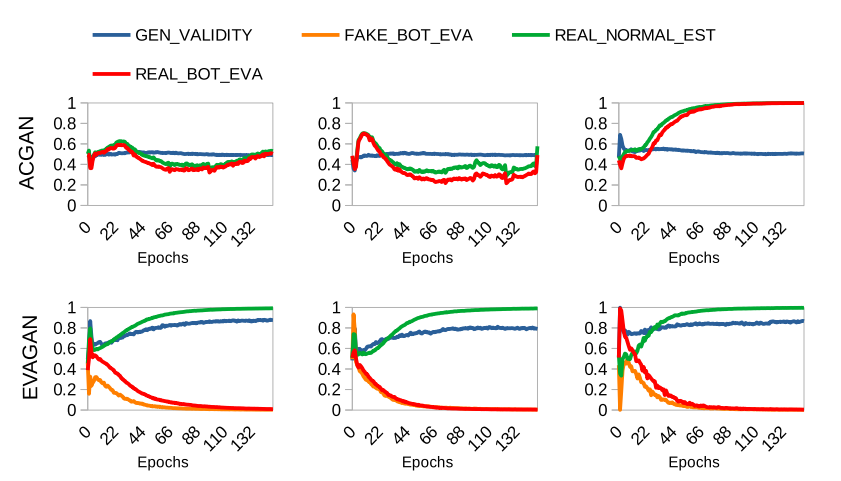 GEN_VALIDITY FAKE_BOT_EVA REAL_NORMAL_EST
REAL_BOT_EVA
ACGAN
1 1 1
0.8 0.8 0.8
0.6 0.6 0.6
0.4 0.4 0.4
0.2 0.2 0.2
0 0 0
0 22 44 66 88 110 132 0 22 44 66 88 110 132 0 22 44 66 88 110 132
Epochs Epochs Epochs
EVAGAN
1 1 1
0.8 0.8 0.8
0.6 0.6 0.6
0.4 0.4 0.4
0.2 0.2 0.2
0 0 0
0 22 44 66 88 110 132 0 22 44 66 88 110 132 0 22 44 66 88 110 132
Epochs Epochs Epochs